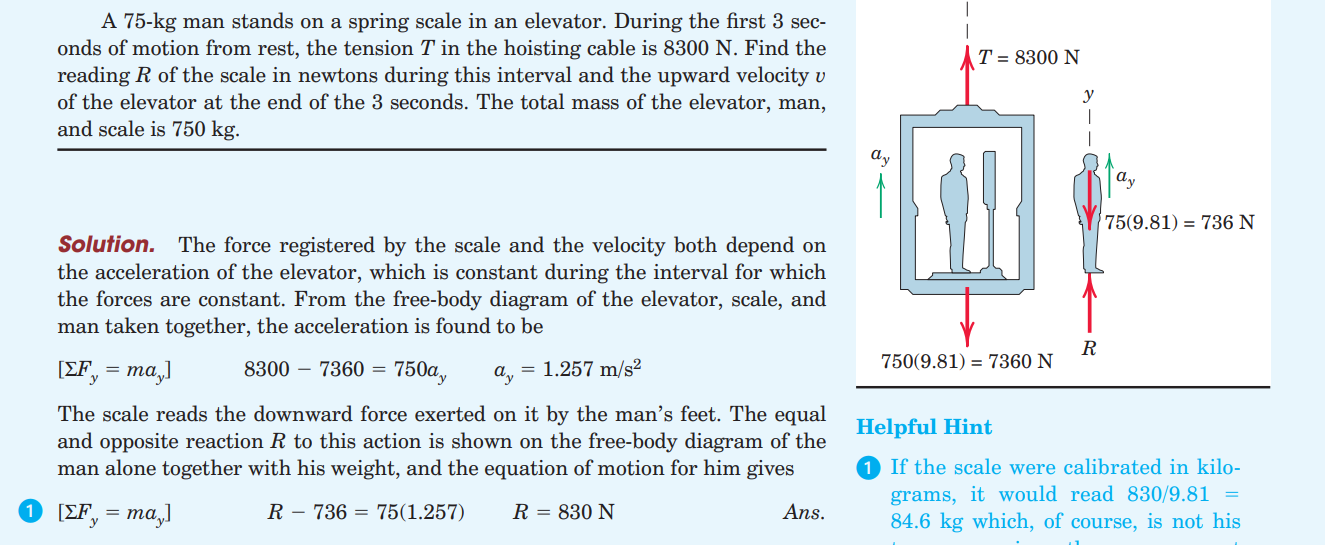 A 75-kg man stands on a spring scale in an elevator. During the first 3 sec-
onds of motion from rest, the tension T in the hoisting cable is 8300 N. Find the
reading R of the scale in newtons during this interval and the upward velocity v
of the elevator at the end of the 3 seconds. The total mass of the elevator, man,
and scale is 750 kg.
Solution. The force registered by the scale and the velocity both depend on
the acceleration of the elevator, which is constant during the interval for which
the forces are constant. From the free-body diagram of the elevator, scale, and
man taken together, the acceleration is found to be
[ΣF_y = ma_y] 8300 − 7360 = 750a_y a_y = 1.257 m/s²
The scale reads the downward force exerted on it by the man’s feet. The equal
and opposite reaction R to this action is shown on the free-body diagram of the
man alone together with his weight, and the equation of motion for him gives
1 [ΣF_y = ma_y] R − 736 = 75(1.257) R = 830 N Ans.
T = 8300 N
y
a_y
a_y
75(9.81) = 736 N
R
750(9.81) = 7360 N
Helpful Hint
1 If the scale were calibrated in kilo-
grams, it would read 830/9.81 =
84.6 kg which, of course, is not his